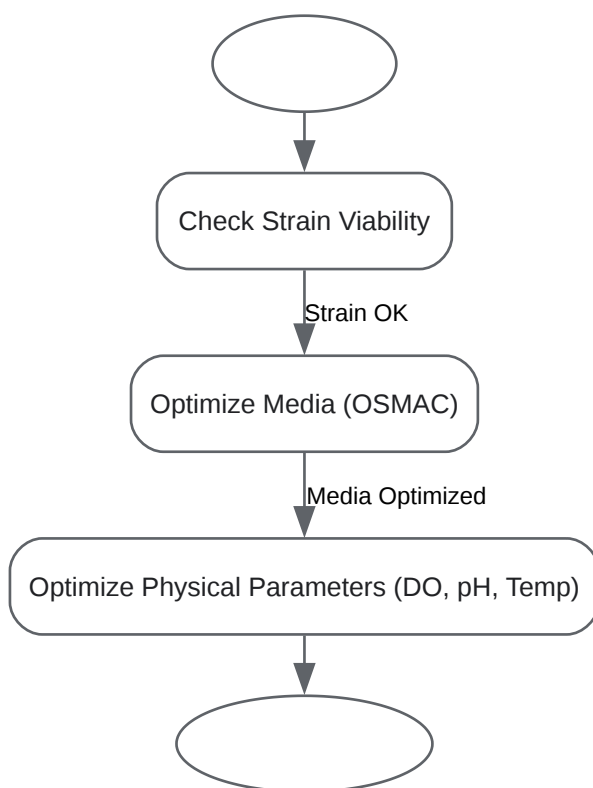 Check Strain Viability
Strain OK
Optimize Media (OSMAC)
Media Optimized
Optimize Physical Parameters (DO, pH, Temp)